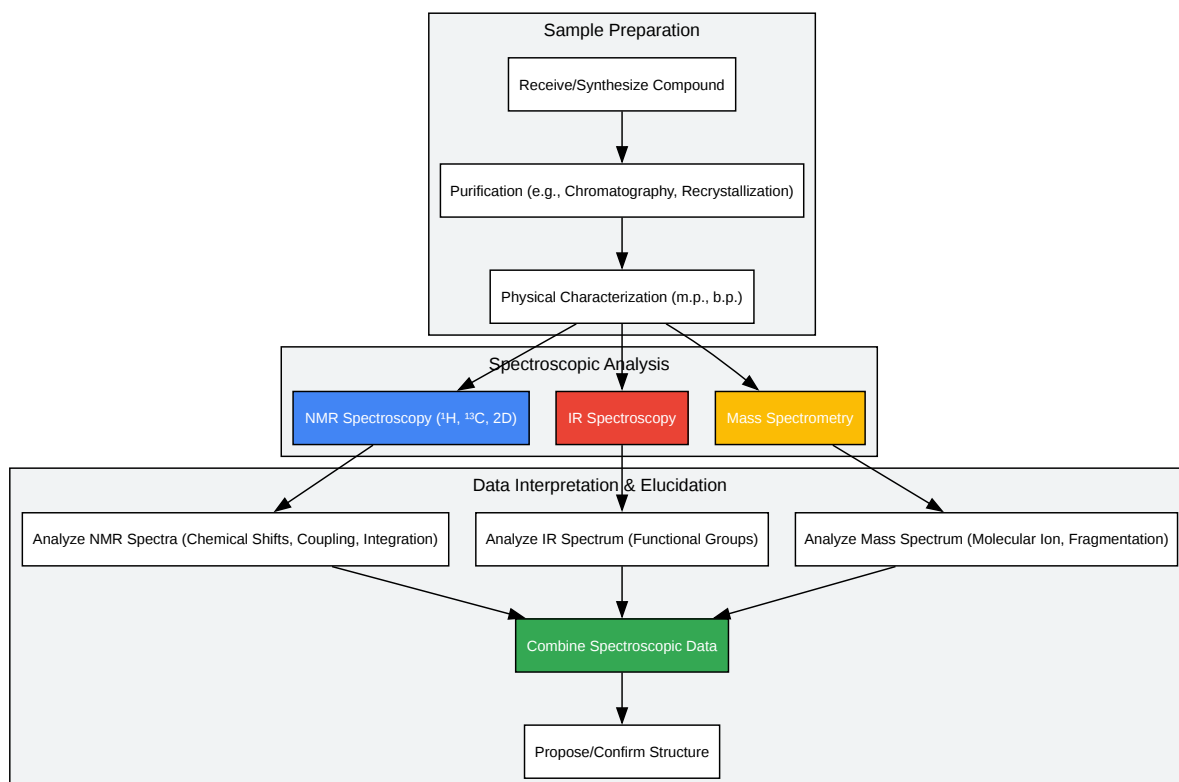 Sample Preparation
Receive/Synthesize Compound
Purification (e.g., Chromatography, Recrystallization)
Physical Characterization (m.p., b.p.)
Spectroscopic Analysis
NMR Spectroscopy (¹H, ¹³C, 2D)
IR Spectroscopy
Mass Spectrometry
Data Interpretation & Elucidation
Analyze NMR Spectra (Chemical Shifts, Coupling, Integration)
Analyze IR Spectrum (Functional Groups)
Analyze Mass Spectrum (Molecular Ion, Fragmentation)
Combine Spectroscopic Data
Propose/Confirm Structure